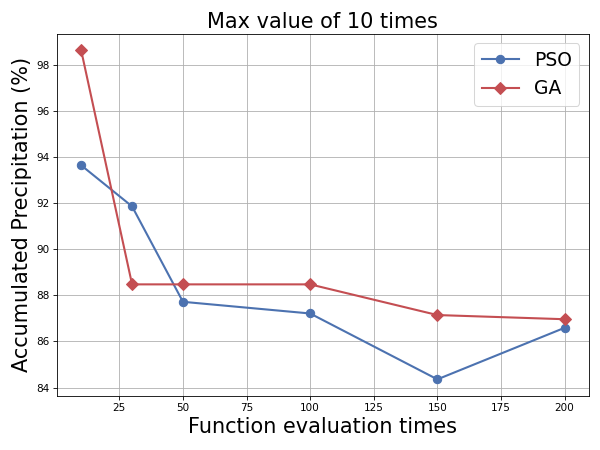 Max value of 10 times
Accumulated Precipitation (%)
98
96
94
92
90
88
86
84
PSO
GA
25 50 75 100 125 150 175 200
Function evaluation times